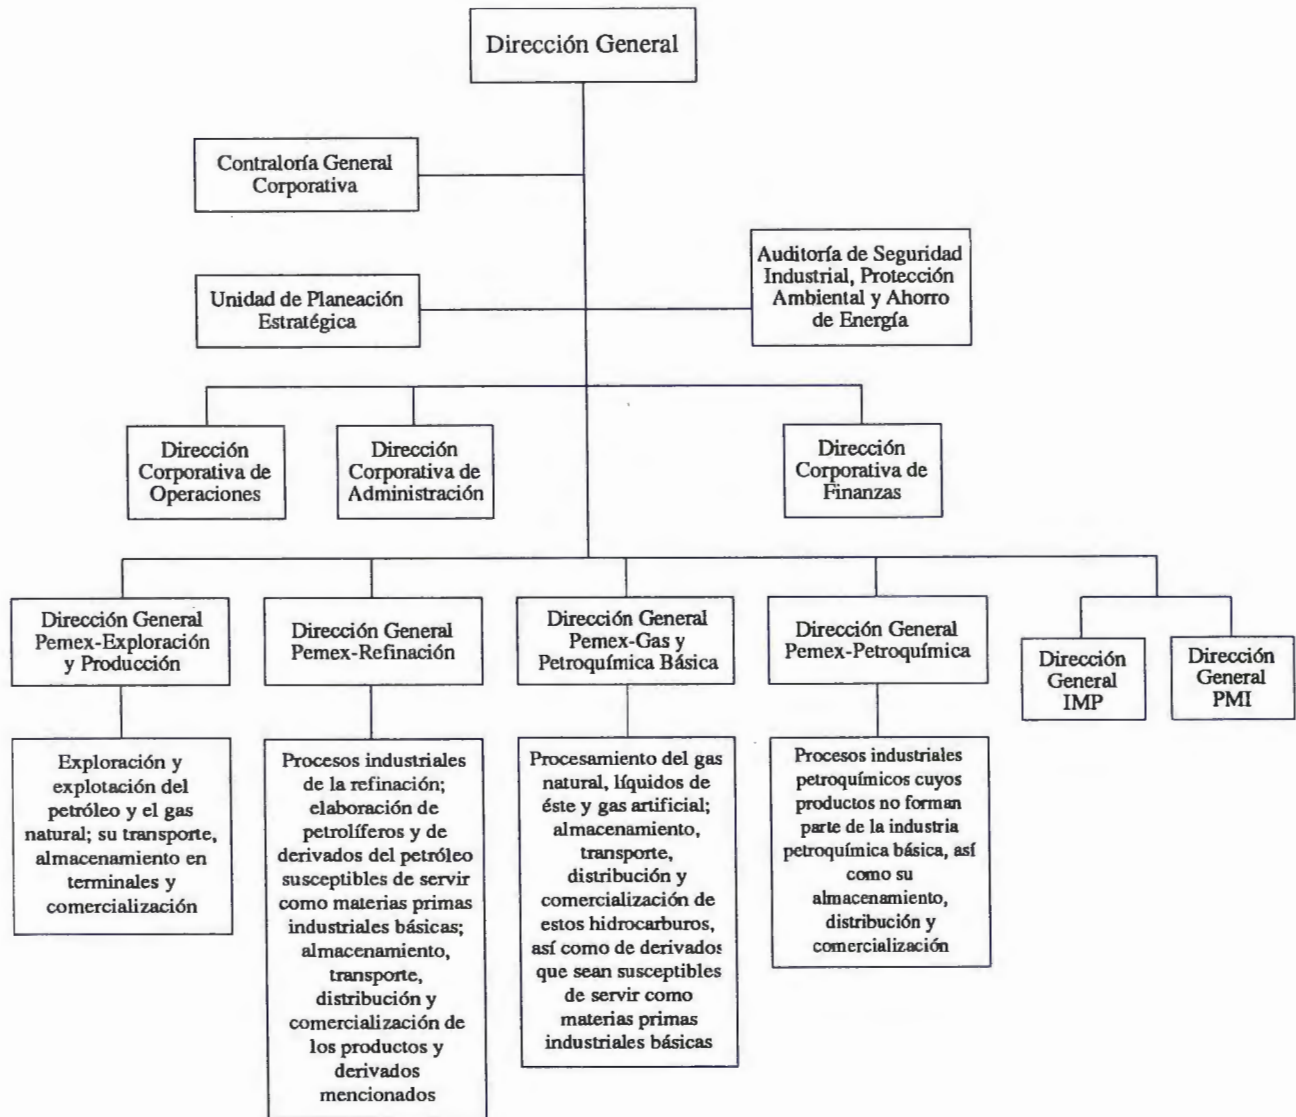 Dirección General
Contraloría General
Corporativa
Unidad de Planeación
Estratégica
Auditoría de Seguridad
Industrial, Protección
Ambiental y Ahorro
de Energía
Dirección
Corporativa de
Operaciones
Dirección
Corporativa de
Administración
Dirección
Corporativa de
Finanzas
Dirección General
Pemex-Exploración
y Producción
Dirección General
Pemex-Refinación
Dirección General
Pemex-Gas y
Petroquímica Básica
Dirección General
Pemex-Petroquímica
Dirección
General
IMP
Dirección
General
PMI
Exploración y
explotación del
petróleo y el gas
natural; su transporte,
almacenamiento en
terminales y
comercialización
Procesos industriales
de la refinación;
elaboración de
petrolíferos y de
derivados del petróleo
susceptibles de servir
como materias primas
industriales básicas;
almacenamiento,
transporte,
distribución y
comercialización de
los productos y
derivados
mencionados
Procesamiento del gas
natural, líquidos de
éste y gas artificial;
almacenamiento,
transporte,
distribución y
comercialización de
estos hidrocarburos,
así como de derivados
que sean susceptibles
de servir como
materias primas
industriales básicas
Procesos industriales
petroquímicos cuyos
productos no forman
parte de la industria
petroquímica básica, así
como su
almacenamiento,
distribución y
comercialización